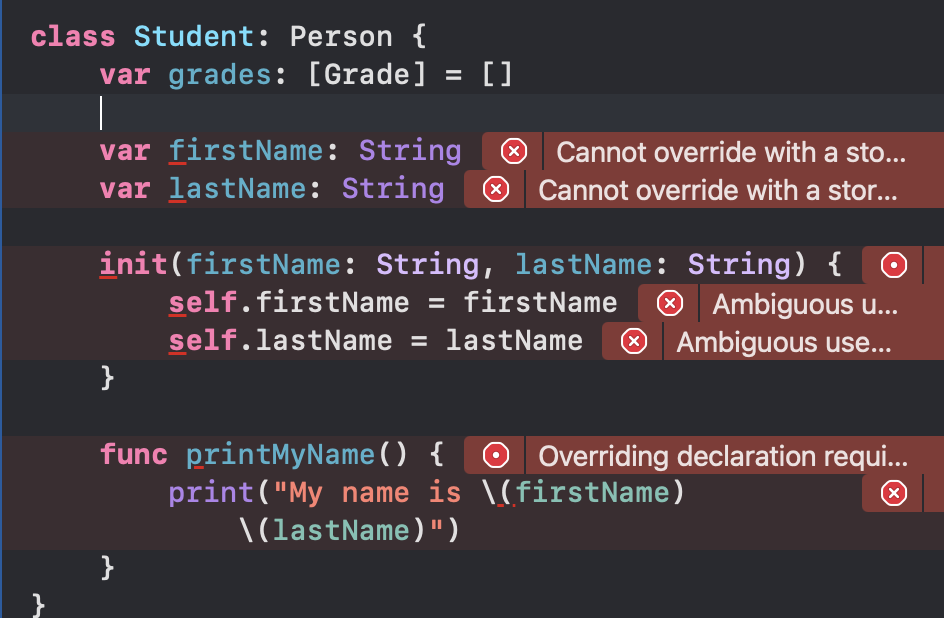 class Student: Person {
var grades: [Grade] = []
var firstName: String Cannot override with a sto...
var lastName: String Cannot override with a stor...
init(firstName: String, lastName: String) {
self.firstName = firstName Ambiguous u...
self.lastName = lastName Ambiguous use...
}
func printMyName() { Overriding declaration requi...
print("My name is \(firstName)
\(lastName)")
}
}